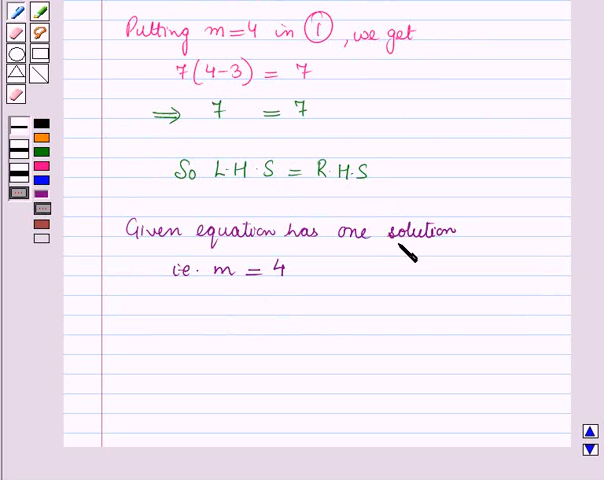 Putting m=4 in ①, we get
7(4-3) = 7
⇒ 7 = 7
So L.H.S = R.H.S
Given equation has one solution
i.e. m = 4